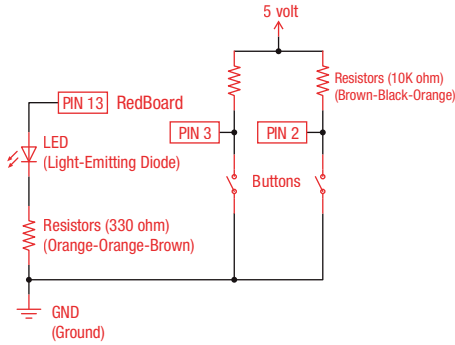 5 volt
Resistors (10K ohm)
(Brown-Black-Orange)
PIN 13 RedBoard
PIN 3
PIN 2
LED
(Light-Emitting Diode)
Buttons
Resistors (330 ohm)
(Orange-Orange-Brown)
GND
(Ground)